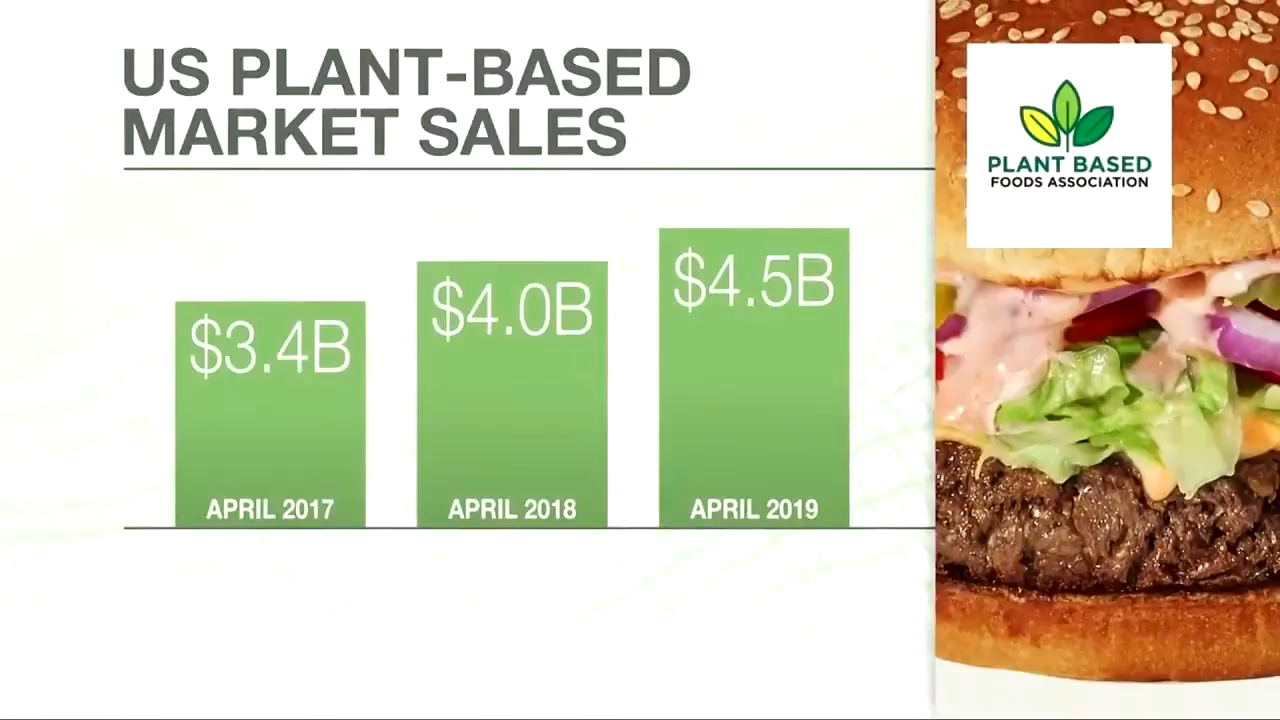 US PLANT-BASED
MARKET SALES
PLANT BASED
FOODS ASSOCIATION
$3.4B
$4.0B
$4.5B
APRIL 2017
APRIL 2018
APRIL 2019